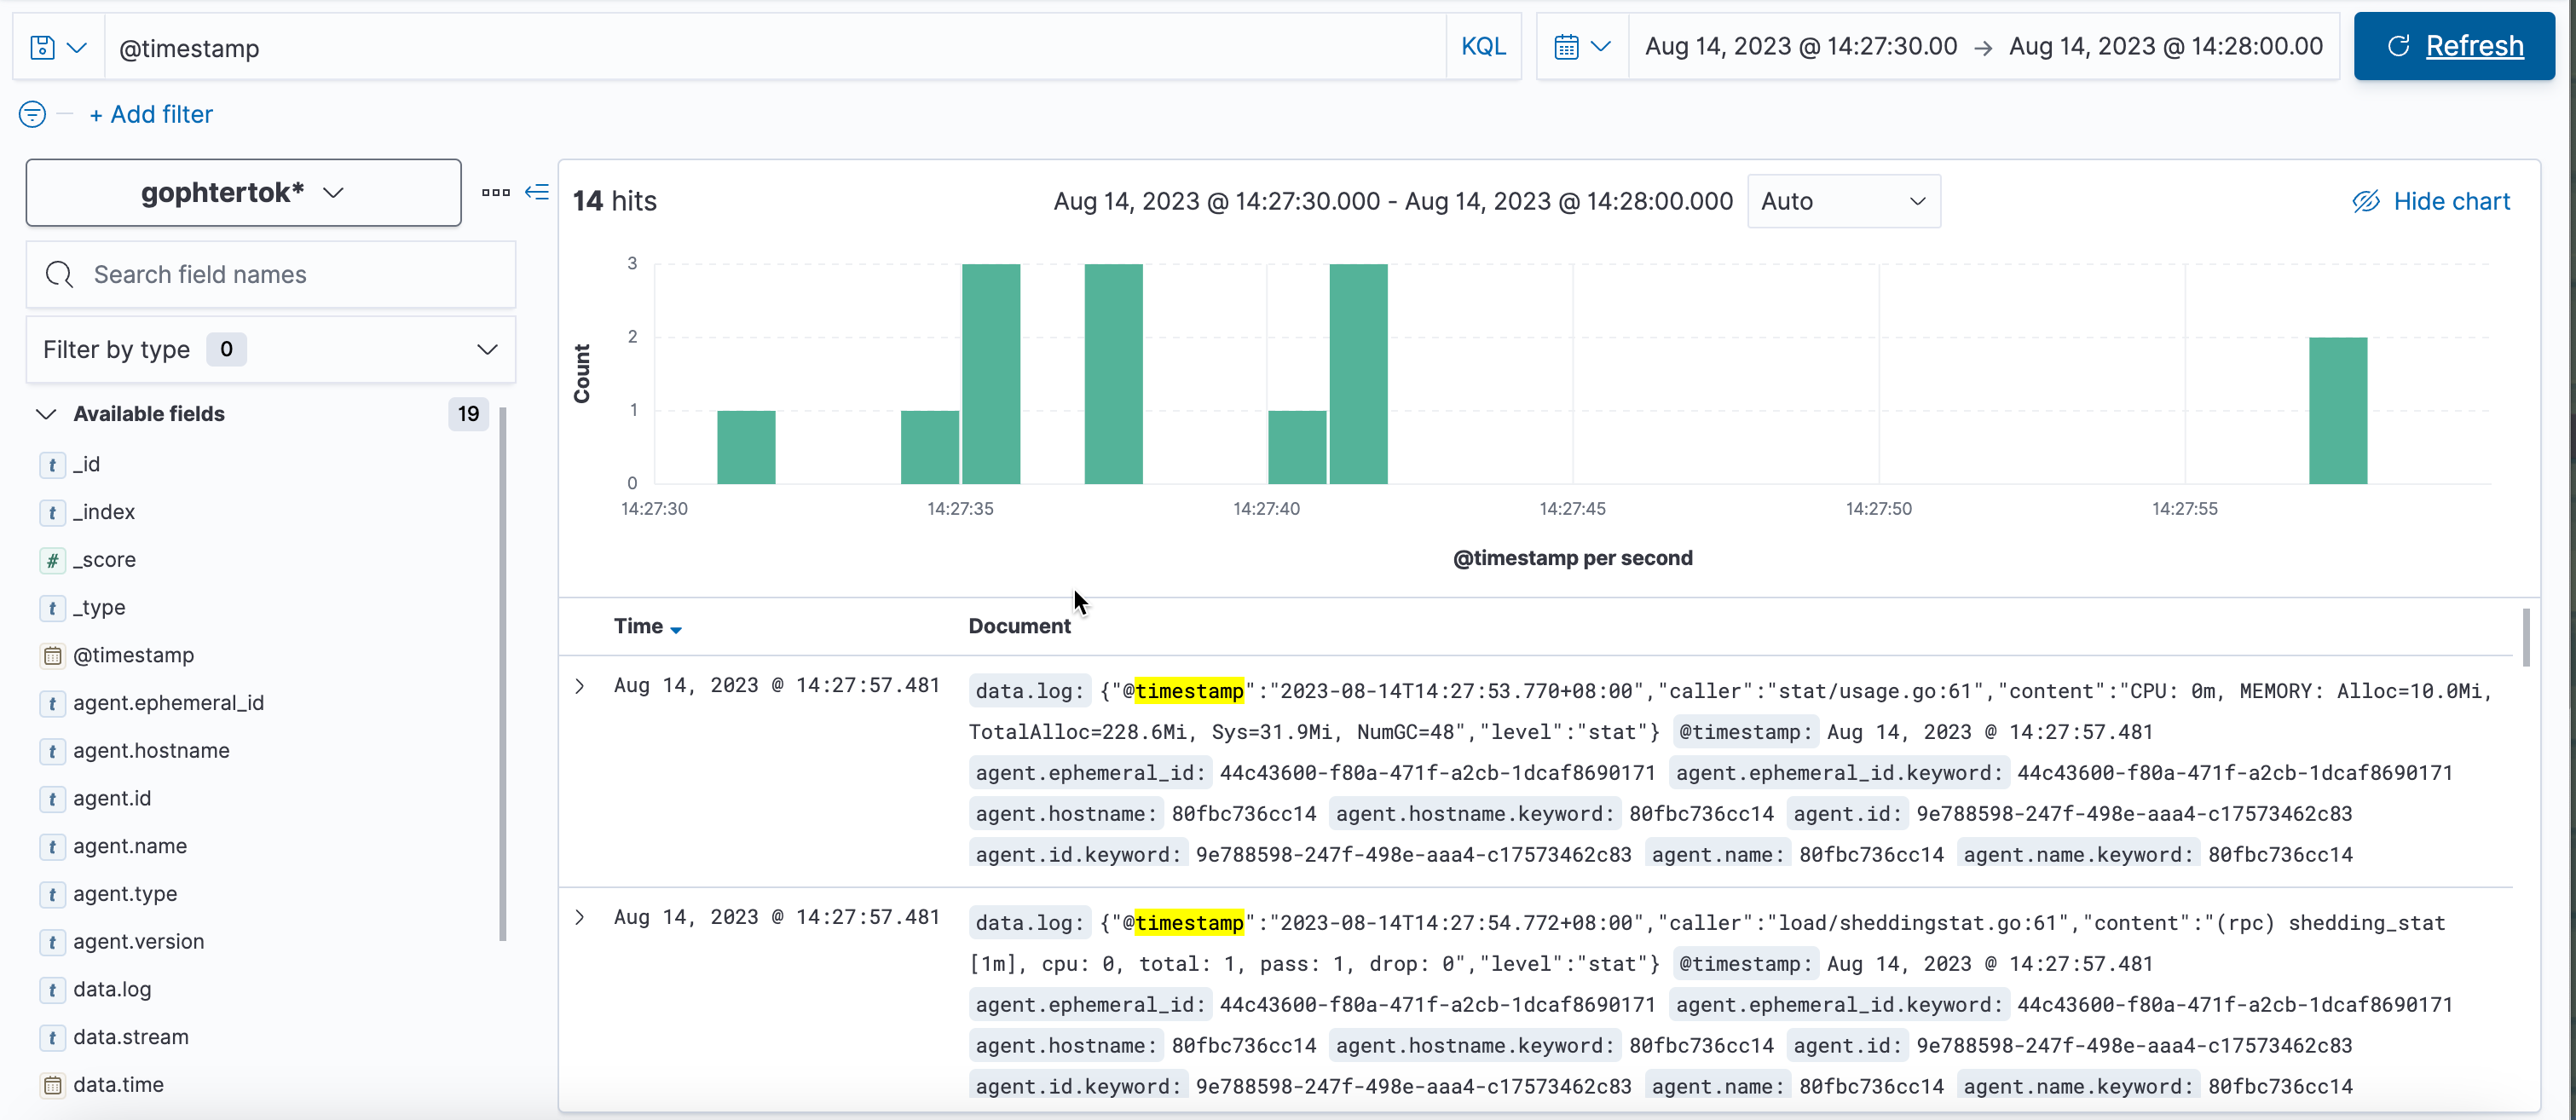 @timestamp
KQL
Aug 14, 2023 @ 14:27:30.00 → Aug 14, 2023 @ 14:28:00.00
Refresh
+ Add filter
gophtertok*
Search field names
Filter by type 0
Available fields 19
_id
_index
_score
_type
@timestamp
agent.ephemeral_id
agent.hostname
agent.id
agent.name
agent.type
agent.version
data.log
data.stream
data.time
14 hits
Aug 14, 2023 @ 14:27:30.000 - Aug 14, 2023 @ 14:28:00.000
Auto
Hide chart
Count
3
2
1
0
14:27:30 14:27:35 14:27:40 14:27:45 14:27:50 14:27:55
@timestamp per second
Time Document
Aug 14, 2023 @ 14:27:57.481 data.log: {"@timestamp":"2023-08-14T14:27:53.770+08:00","caller":"stat/usage.go:61","content":"CPU: 0m, MEMORY: Alloc=10.0Mi,
TotalAlloc=228.6Mi, Sys=31.9Mi, NumGC=48","level":"stat"} @timestamp: Aug 14, 2023 @ 14:27:57.481
agent.ephemeral_id: 44c43600-f80a-471f-a2cb-1dcaf8690171 agent.ephemeral_id.keyword: 44c43600-f80a-471f-a2cb-1dcaf8690171
agent.hostname: 80fbc736cc14 agent.hostname.keyword: 80fbc736cc14 agent.id: 9e788598-247f-498e-aaa4-c17573462c83
agent.id.keyword: 9e788598-247f-498e-aaa4-c17573462c83 agent.name: 80fbc736cc14 agent.name.keyword: 80fbc736cc14
Aug 14, 2023 @ 14:27:57.481 data.log: {"@timestamp":"2023-08-14T14:27:54.772+08:00","caller":"load/sheddingstat.go:61","content":"(rpc) shedding_stat
[1m], cpu: 0, total: 1, pass: 1, drop: 0","level":"stat"} @timestamp: Aug 14, 2023 @ 14:27:57.481
agent.ephemeral_id: 44c43600-f80a-471f-a2cb-1dcaf8690171 agent.ephemeral_id.keyword: 44c43600-f80a-471f-a2cb-1dcaf8690171
agent.hostname: 80fbc736cc14 agent.hostname.keyword: 80fbc736cc14 agent.id: 9e788598-247f-498e-aaa4-c17573462c83
agent.id.keyword: 9e788598-247f-498e-aaa4-c17573462c83 agent.name: 80fbc736cc14 agent.name.keyword: 80fbc736cc14